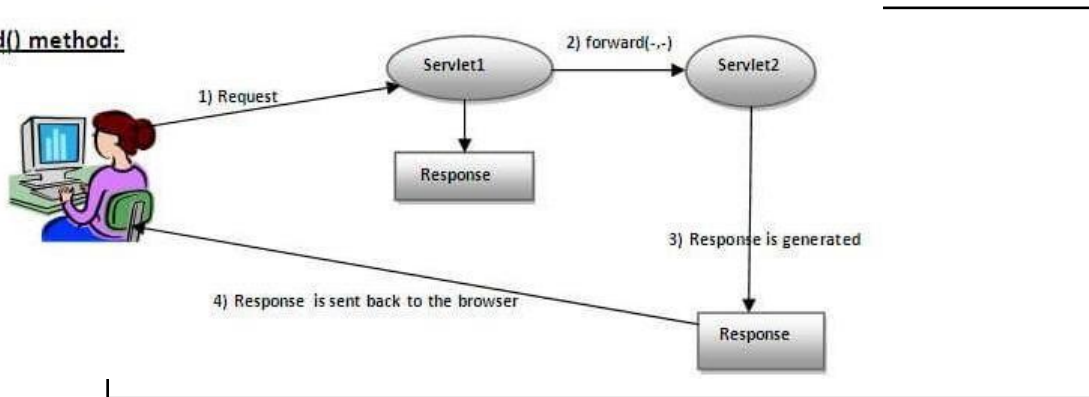 d() method:
2) forward(-,-)
Servlet1
Servlet2
1) Request
Response
3) Response is generated
4) Response is sent back to the browser
Response